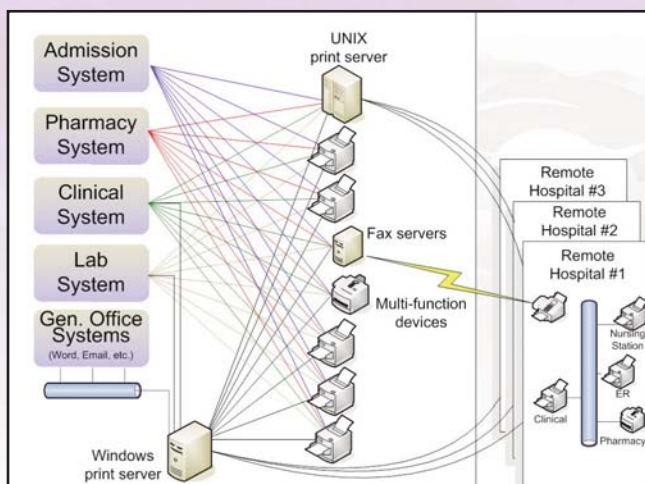 Admission
System
Pharmacy
System
Clinical
System
Lab
System
Gen. Office
Systems
(Word, Email, etc.)
Windows
print server
UNIX
print server
Fax servers
Multi-function
devices
Remote
Hospital #3
Remote
Hospital #2
Remote
Hospital #1
Nursing
Station
ER
Clinical
Pharmacy